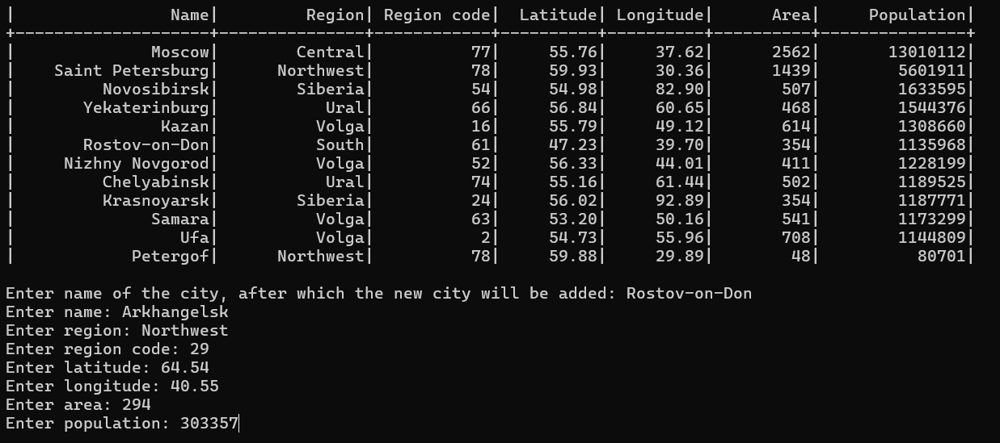 |                Name|         Region| Region code|  Latitude| Longitude|      Area|     Population|
+--------------------+---------------+------------+----------+----------+----------+---------------+
|              Moscow|        Central|          77|     55.76|     37.62|      2562|       13010112|
|    Saint Petersburg|      Northwest|          78|     59.93|     30.36|      1439|        5601911|
|         Novosibirsk|        Siberia|          54|     54.98|     82.90|       507|        1633595|
|       Yekaterinburg|           Ural|          66|     56.84|     60.65|       468|        1544376|
|               Kazan|          Volga|          16|     55.79|     49.12|       614|        1308660|
|       Rostov-on-Don|          South|          61|     47.23|     39.70|       354|        1135968|
|     Nizhny Novgorod|          Volga|          52|     56.33|     44.01|       411|        1228199|
|         Chelyabinsk|           Ural|          74|     55.16|     61.44|       502|        1189525|
|         Krasnoyarsk|        Siberia|          24|     56.02|     92.89|       354|        1187771|
|              Samara|          Volga|          63|     53.20|     50.16|       541|        1173299|
|                 Ufa|          Volga|           2|     54.73|     55.96|       708|        1144809|
|            Petergof|      Northwest|          78|     59.88|     29.89|        48|          80701|
Enter name of the city, after which the new city will be added: Rostov-on-Don
Enter name: Arkhangelsk
Enter region: Northwest
Enter region code: 29
Enter latitude: 64.54
Enter longitude: 40.55
Enter area: 294
Enter population: 303357